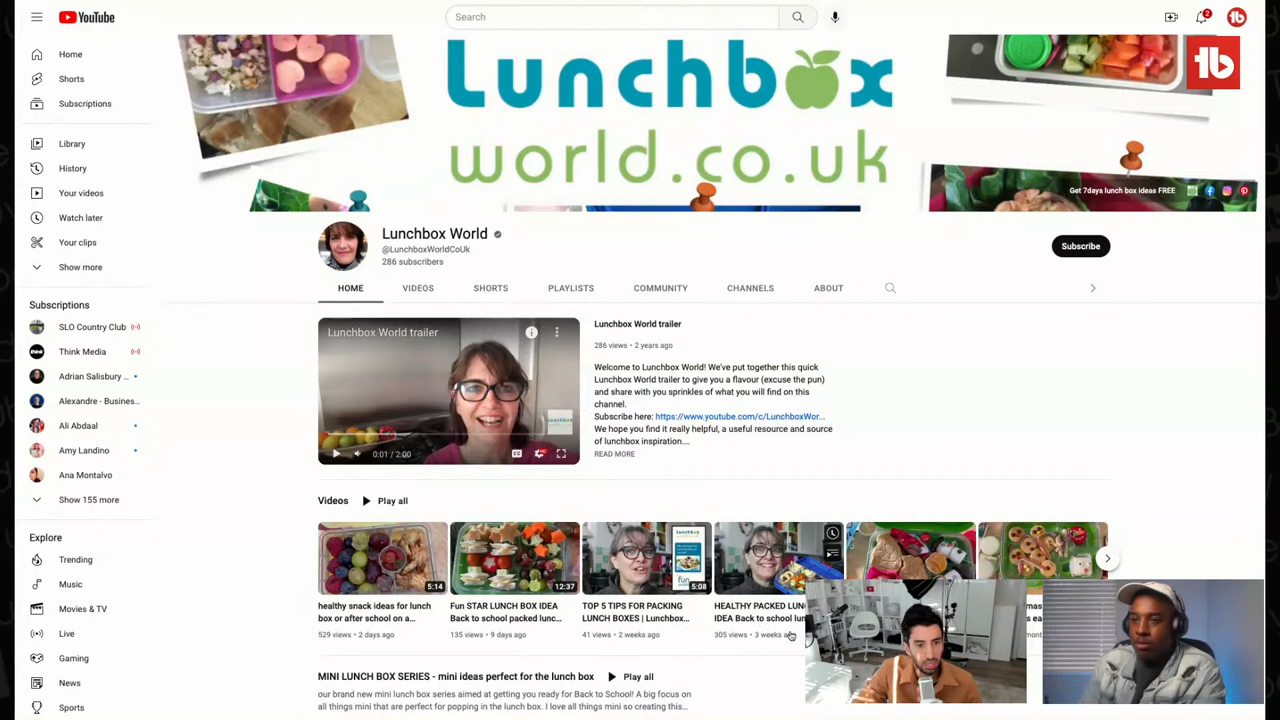 YouTube
Search
2
Home
Shorts
Subscriptions
Library
History
Your videos
Watch later
Your clips
Show more
Subscriptions
SLO Country Club
Think Media
Adrian Salisbury ...
Alexandre - Busines...
Ali Abdaal
Amy Landino
Ana Montalvo
Show 155 more
Explore
Trending
Music
Movies & TV
Live
Gaming
News
Sports
Lunchbox
world.co.uk
Get 7days lunch box ideas FREE
Lunchbox World
@LunchboxWorldCoUk
286 subscribers
Subscribe
HOME VIDEOS SHORTS PLAYLISTS COMMUNITY CHANNELS ABOUT
Lunchbox World trailer
0:01 / 2:00
Lunchbox World trailer
286 views • 2 years ago
Welcome to Lunchbox World! We've put together this quick
Lunchbox World trailer to give you a flavour (excuse the pun)
and share with you sprinkles of what you will find on this
channel.
Subscribe here: https://www.youtube.com/c/LunchboxWor...
We hope you find it really helpful, a useful resource and source
of lunchbox inspiration....
READ MORE
Videos Play all
5:14
healthy snack ideas for lunch
box or after school on a...
529 views • 2 days ago
12:37
Fun STAR LUNCH BOX IDEA
Back to school packed lunc...
135 views • 9 days ago
Lunchbox
fun
5:08
TOP 5 TIPS FOR PACKING
LUNCH BOXES | Lunchbox...
41 views • 2 weeks ago
HEALTHY PACKED LUN
IDEA Back to school lun
305 views • 3 weeks
MINI LUNCH BOX SERIES - mini ideas perfect for the lunch box Play all
our brand new mini lunch box series aimed at getting you ready for Back to School! A big focus on
all things mini that are perfect for popping in the lunch box. I love all things mini so creating this...